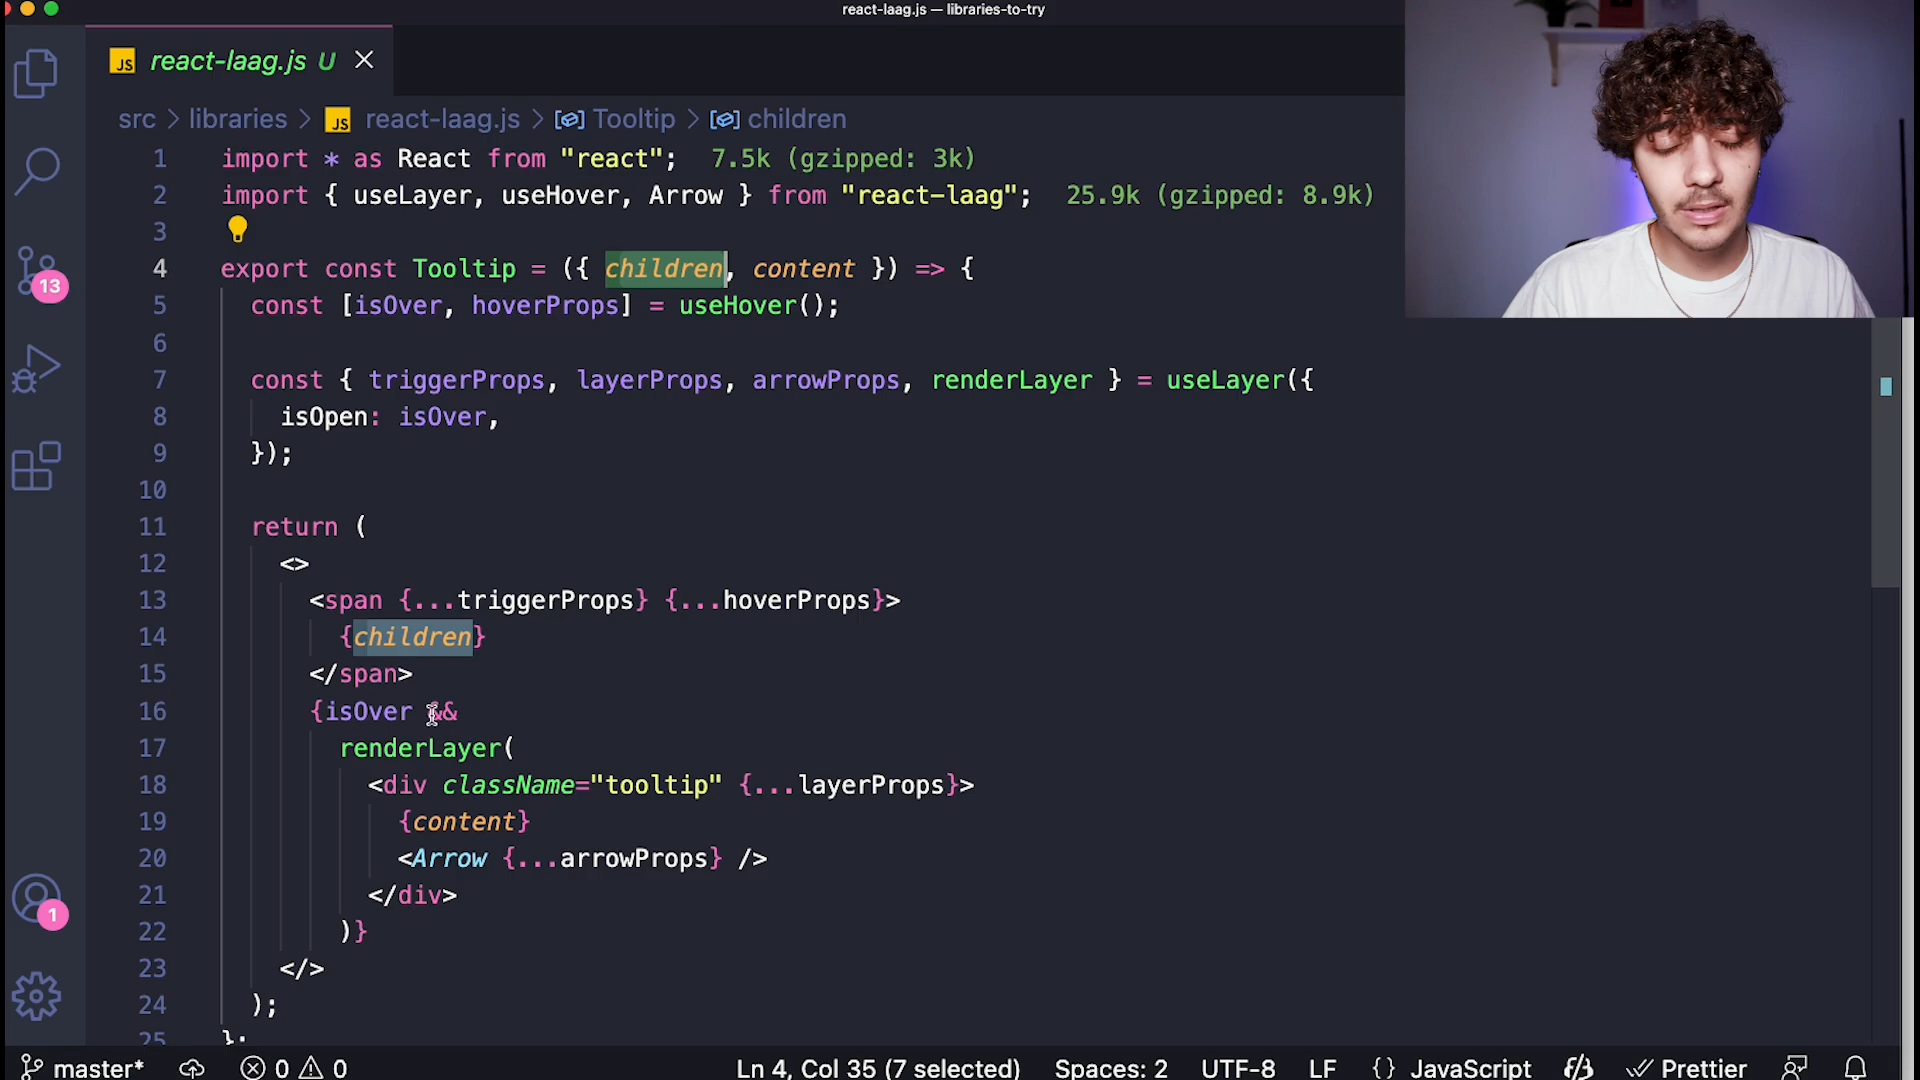 react-laag.js — libraries-to-try
JS react-laag.js U
src > libraries > JS react-laag.js > Tooltip > children
1 import * as React from "react"; 7.5k (gzipped: 3k)
2 import { useLayer, useHover, Arrow } from "react-laag"; 25.9k (gzipped: 8.9k)
3
4 export const Tooltip = ({ children, content }) => {
5 const [isOver, hoverProps] = useHover();
6
7 const { triggerProps, layerProps, arrowProps, renderLayer } = useLayer({
8 isOpen: isOver,
9 });
10
11 return (
12 <>
13 <span {...triggerProps} {...hoverProps}>
14 {children}
15 </span>
16 {isOver &&
17 renderLayer(
18 <div className="tooltip" {...layerProps}>
19 {content}
20 <Arrow {...arrowProps} />
21 </div>
22 )}
23 </>
24 );
25 };
13
1
master* 0 0 Ln 4, Col 35 (7 selected) Spaces: 2 UTF-8 LF {} JavaScript Prettier